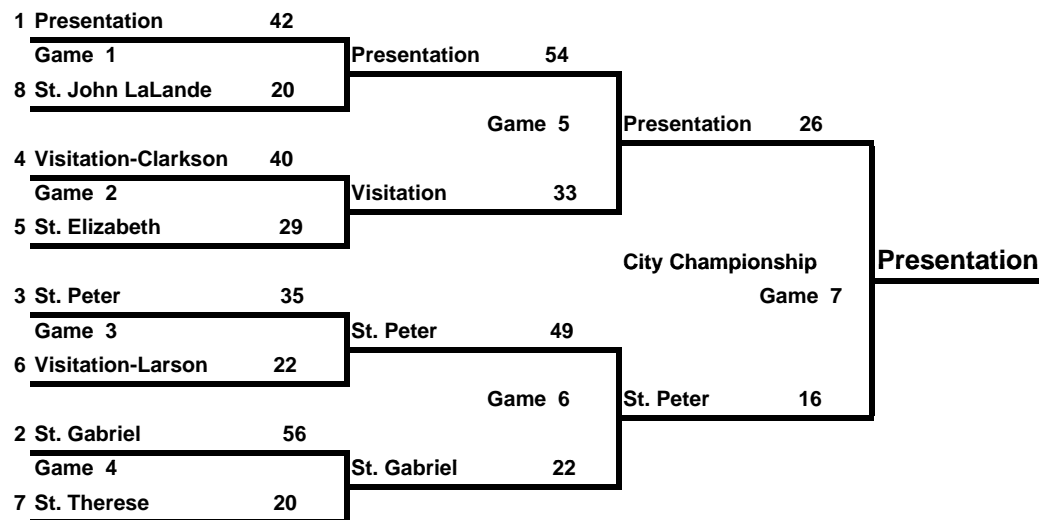 1 Presentation 42
Game 1
Presentation 54
8 St. John LaLande 20
Game 5
Presentation 26
4 Visitation-Clarkson 40
Game 2
Visitation 33
5 St. Elizabeth 29
City Championship
Presentation
Game 7
3 St. Peter 35
Game 3
St. Peter 49
6 Visitation-Larson 22
Game 6
St. Peter 16
2 St. Gabriel 56
Game 4
St. Gabriel 22
7 St. Therese 20